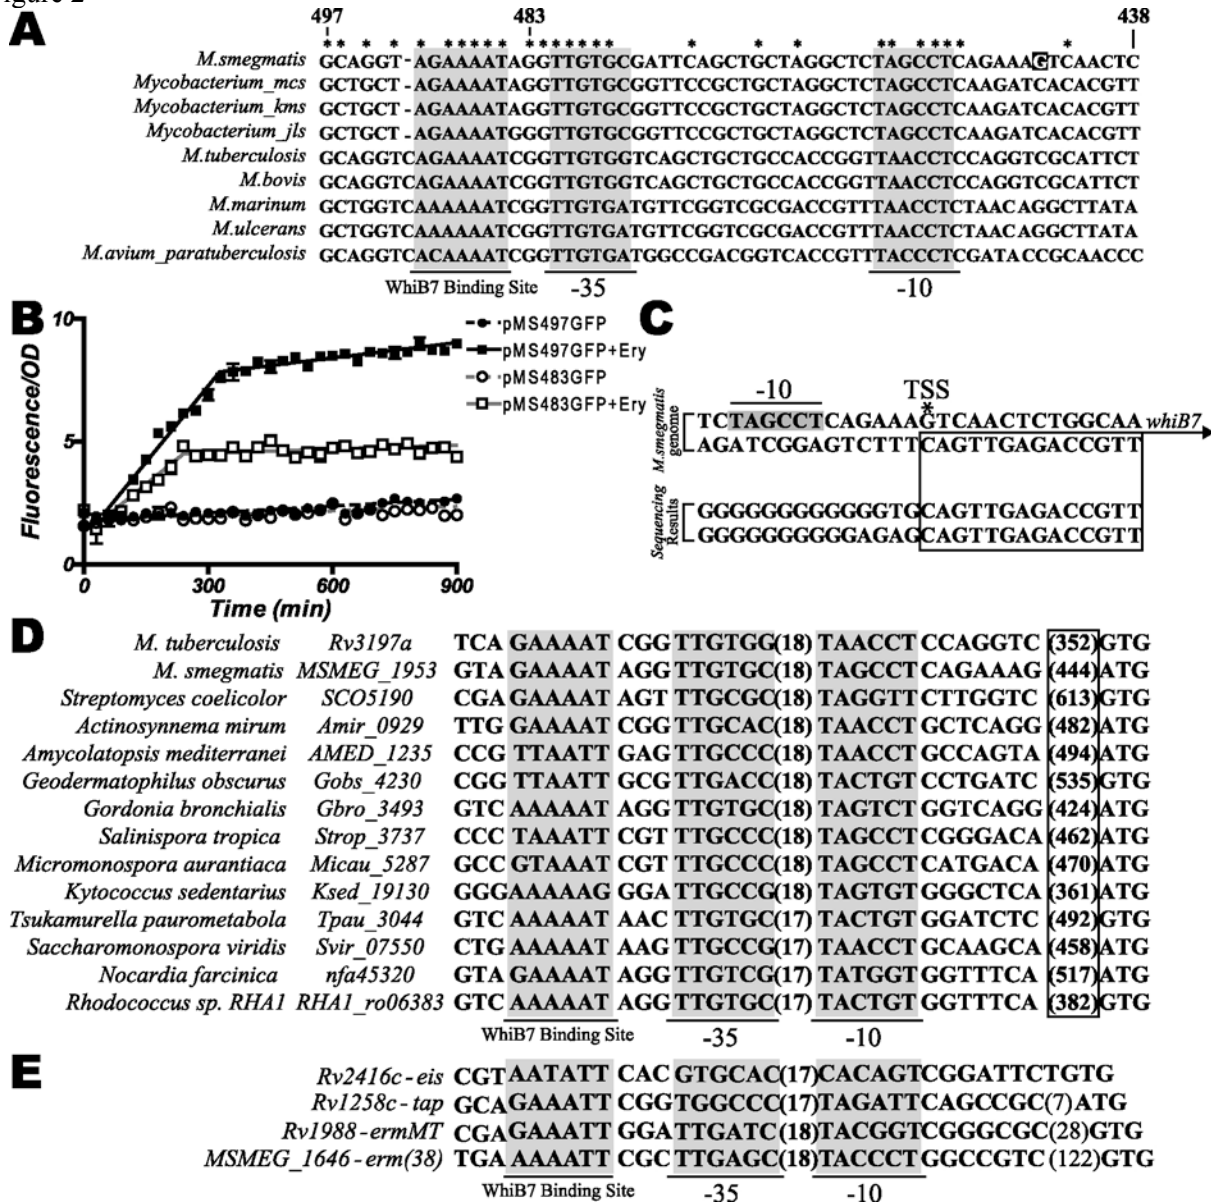 Figure 2
A
497 483 438
* * * * * * * * * * * * * * * * * * * * * * * * * *
M.smegmatis GCAGGT-AGAAAATAGGTTGTGCGATTCAGCTGCTAGGCTCTAGCCTCAGAAAGTCAACTC
Mycobacterium_mcs GCTGCT-AGAAAATAGGTTGTGCGGTTCCGCTGCTAGGCTCTAGCCTCAAGATCACACGTT
Mycobacterium_kms GCTGCT-AGAAAATAGGTTGTGCGGTTCCGCTGCTAGGCTCTAGCCTCAAGATCACACGTT
Mycobacterium_jls GCTGCT-AGAAAATGGGTTGTGCGGTTCCGCTGCTAGGCTCTAGCCTCAAGATCACACGTT
M.tuberculosis GCAGGTCAGAAAATCGGTTGTGGTCAGCTGCTGCCACCGGTTAACCTCCAGGTCGCATTCT
M.bovis GCAGGTCAGAAAATCGGTTGTGGTCAGCTGCTGCCACCGGTTAACCTCCAGGTCGCATTCT
M.marinum GCTGGTCAAAAAATCGGTTGTGATGTTCGGTCGCGACCGTTTAACCTCTAACAGGCTTATA
M.ulcerans GCTGGTCAAAAAATCGGTTGTGATGTTCGGTCGCGACCGTTTAACCTCTAACAGGCTTATA
M.avium_paratuberculosis GCAGGTCACAAAATCGGTTGTGATGGCCGACGGTCACCGTTTACCCTCGATACCGCAACCC
WhiB7 Binding Site -35 -10
B
Fluorescence/OD
10
5
0
0 300 600 900
Time (min)
pMS497GFP
pMS497GFP+Ery
pMS483GFP
pMS483GFP+Ery
C
-10 TSS
*
M.smegmatis genome
TCTAGCCTCAGAAAGTCAACTCTGGCAA whiB7
AGATCGGAGTCTTTCAGTTGAGACCGTT
Sequencing Results
GGGGGGGGGGGGGTGCAGTTGAGACCGTT
GGGGGGGGGGGAGAGCAGTTGAGACCGTT
D
M. tuberculosis Rv3197a TCA GAAAAT CGG TTGTGG(18) TAACCT CCAGGTC (352)GTG
M. smegmatis MSMEG_1953 GTA GAAAAT AGG TTGTGC(18) TAGCCT CAGAAAG (444)ATG
Streptomyces coelicolor SCO5190 CGA GAAAAT AGT TTGCGC(18) TAGGTT CTTGGTC (613)GTG
Actinosynnema mirum Amir_0929 TTG GAAAAT CGG TTGCAC(18) TAACCT GCTCAGG (482)ATG
Amycolatopsis mediterranei AMED_1235 CCG TTAATT GAG TTGCCC(18) TAACCT GCCAGTA (494)ATG
Geodermatophilus obscurus Gobs_4230 CGG TTAATT GCG TTGACC(18) TACTGT CCTGATC (535)GTG
Gordonia bronchialis Gbro_3493 GTC AAAAAT AGG TTGTGC(18) TAGTCT GGTCAGG (424)ATG
Salinispora tropica Strop_3737 CCC TAAATT CGT TTGCCC(18) TAGCCT CGGGACA (462)ATG
Micromonospora aurantiaca Micau_5287 GCC GTAAAT CGT TTGCCC(18) TAGCCT CATGACA (470)ATG
Kytococcus sedentarius Ksed_19130 GGG AAAAAG GGA TTGCCG(18) TAGTGT GGGCTCA (361)ATG
Tsukamurella paurometabola Tpau_3044 GTC AAAAAT AAC TTGTGC(17) TACTGT GGATCTC (492)GTG
Saccharomonospora viridis Svir_07550 CTG AAAAAT AAG TTGCCG(17) TAACCT GCAAGCA (458)ATG
Nocardia farcinica nfa45320 GTA GAAAAT AGG TTGTCG(17) TATGGT GGTTTCA (517)ATG
Rhodococcus sp. RHA1 RHA1_ro06383 GTC AAAAAT AGG TTGTGC(17) TACTGT GGTTTCA (382)GTG
WhiB7 Binding Site -35 -10
E
Rv2416c-eis CGT AATATT CAC GTGCAC(17)CACAGTCGGATTCTGTG
Rv1258c-tap GCA GAAATT CGG TGGCCC(17)TAGATTCAGCCGC(7)ATG
Rv1988-ermMT CGA GAAATT GGA TTGATC(18)TACGGTCGGGCGC(28)GTG
MSMEG_1646-erm(38) TGA AAAATT CGC TTGAGC(18)TACCCTGGCCGTC(122)GTG
WhiB7 Binding Site -35 -10